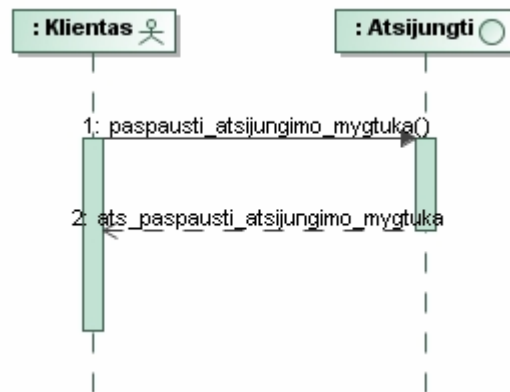 : Klientas
: Atsijungti
1: paspausti_atsijungimo_mygtuka()
2: ats_paspausti_atsijungimo_mygtuka